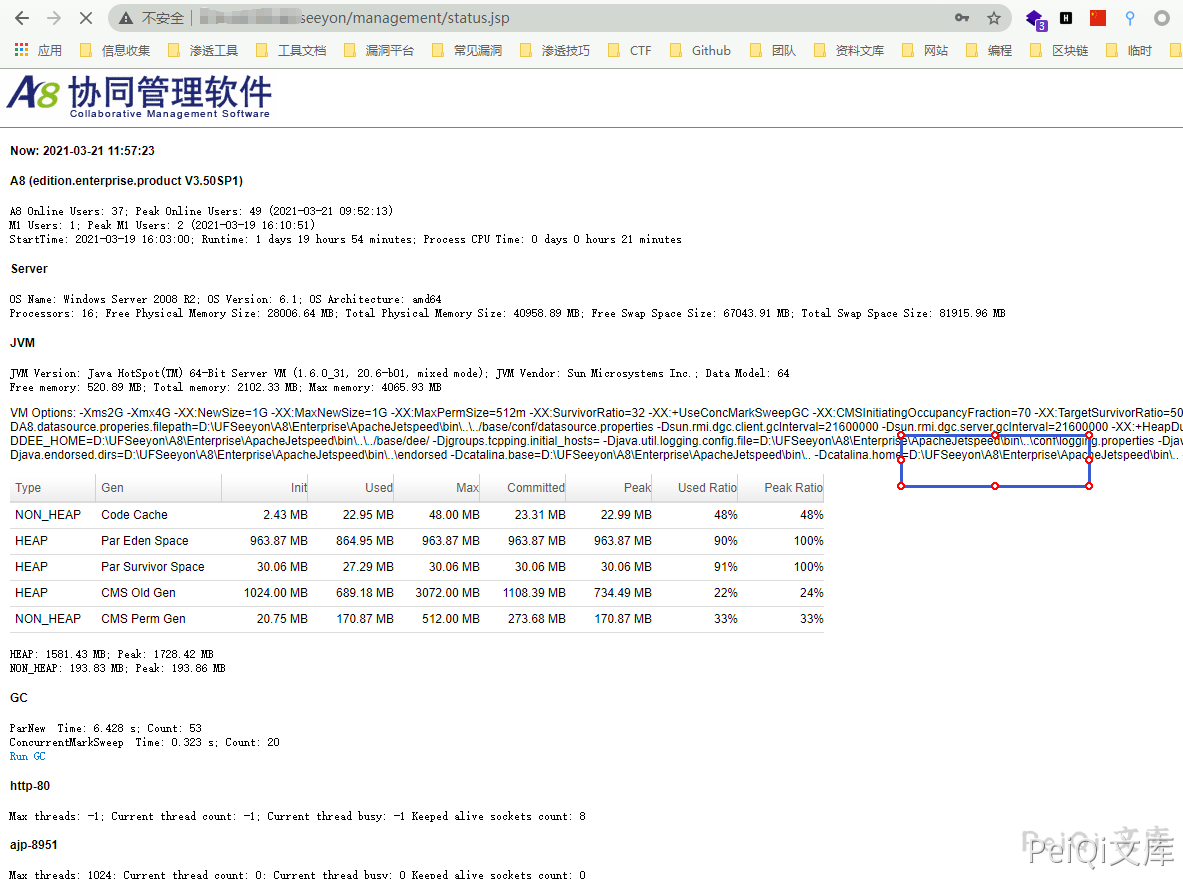 不安全 seeyon/management/status.jsp
应用 信息收集 渗透工具 工具文档 漏洞平台 常见漏洞 渗透技巧 CTF Github 团队 资料文库 网站 编程 区块链 临时
A8 协同管理软件
Collaborative Management Software
Now: 2021-03-21 11:57:23
A8 (edition.enterprise.product V3.50SP1)
A8 Online Users: 37; Peak Online Users: 49 (2021-03-21 09:52:13)
M1 Users: 1; Peak M1 Users: 2 (2021-03-19 16:10:51)
StartTime: 2021-03-19 16:03:00; Runtime: 1 days 19 hours 54 minutes; Process CPU Time: 0 days 0 hours 21 minutes
Server
OS Name: Windows Server 2008 R2; OS Version: 6.1; OS Architecture: amd64
Processors: 16; Free Physical Memory Size: 28006.64 MB; Total Physical Memory Size: 40958.89 MB; Free Swap Space Size: 67043.91 MB; Total Swap Space Size: 81915.96 MB
JVM
JVM Version: Java HotSpot(TM) 64-Bit Server VM (1.6.0_31, 20.6-b01, mixed mode); JVM Vendor: Sun Microsystems Inc.; Data Model: 64
Free memory: 520.89 MB; Total memory: 2102.33 MB; Max memory: 4065.93 MB
VM Options: -Xms2G -Xmx4G -XX:NewSize=1G -XX:MaxNewSize=1G -XX:MaxPermSize=512m -XX:SurvivorRatio=32 -XX:+UseConcMarkSweepGC -XX:CMSInitiatingOccupancyFraction=70 -XX:TargetSurvivorRatio=50
DA8.datasource.properies.filepath=D:\UFSeeyon\A8\Enterprise\ApacheJetspeed\bin\..\../base/conf/datasource.properties -Dsun.rmi.dgc.client.gcInterval=21600000 -Dsun.rmi.dgc.server.gcInterval=21600000 -XX:+HeapDu
DDEE_HOME=D:\UFSeeyon\A8\Enterprise\ApacheJetspeed\bin\..\../base/dee/ -Djgroups.tcpping.initial_hosts= -Djava.util.logging.config.file=D:\UFSeeyon\A8\Enterprise\ApacheJetspeed\bin\..\conf\logging.properties -Djav
Djava.endorsed.dirs=D:\UFSeeyon\A8\Enterprise\ApacheJetspeed\bin\..\endorsed -Dcatalina.base=D:\UFSeeyon\A8\Enterprise\ApacheJetspeed\bin\.. -Dcatalina.home=D:\UFSeeyon\A8\Enterprise\ApacheJetspeed\bin\..
Type Gen Init Used Max Committed Peak Used Ratio Peak Ratio
NON_HEAP Code Cache 2.43 MB 22.95 MB 48.00 MB 23.31 MB 22.99 MB 48% 48%
HEAP Par Eden Space 963.87 MB 864.95 MB 963.87 MB 963.87 MB 963.87 MB 90% 100%
HEAP Par Survivor Space 30.06 MB 27.29 MB 30.06 MB 30.06 MB 30.06 MB 91% 100%
HEAP CMS Old Gen 1024.00 MB 689.18 MB 3072.00 MB 1108.39 MB 734.49 MB 22% 24%
NON_HEAP CMS Perm Gen 20.75 MB 170.87 MB 512.00 MB 273.68 MB 170.87 MB 33% 33%
HEAP: 1581.43 MB; Peak: 1728.42 MB
NON_HEAP: 193.83 MB; Peak: 193.86 MB
GC
ParNew Time: 6.428 s; Count: 53
ConcurrentMarkSweep Time: 0.323 s; Count: 20
Run GC
http-80
Max threads: -1; Current thread count: -1; Current thread busy: -1 Keeped alive sockets count: 8
ajp-8951
Max threads: 1024; Current thread count: 0; Current thread busy: 0 Keeped alive sockets count: 0
PeiQi文库